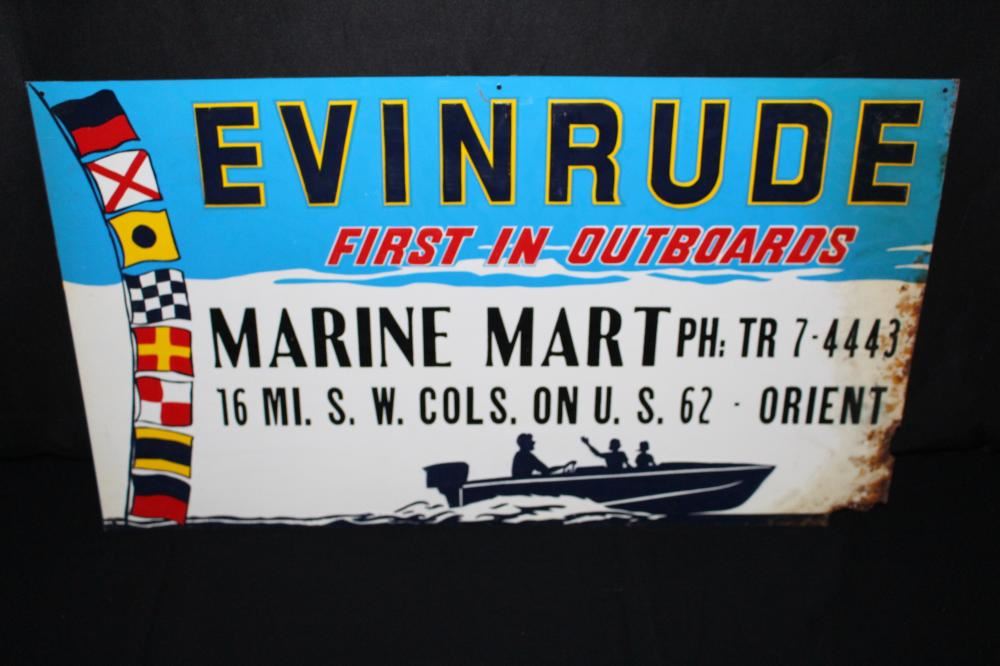 EVINRUDE
FIRST IN OUTBOARDS
MARINE MART PH: TR 7-4443
16 MI. S. W. COLS. ON U. S. 62 - ORIENT